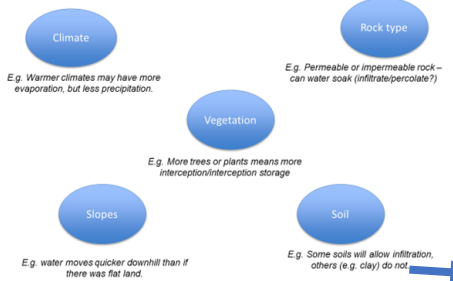 Climate
E.g. Warmer climates may have more
evaporation, but less precipitation.
Rock type
E.g. Permeable or impermeable rock –
can water soak (infiltrate/percolate?)
Vegetation
E.g. More trees or plants means more
interception/interception storage
Slopes
E.g. water moves quicker downhill than if
there was flat land.
Soil
E.g. Some soils will allow infiltration,
others (e.g. clay) do not.